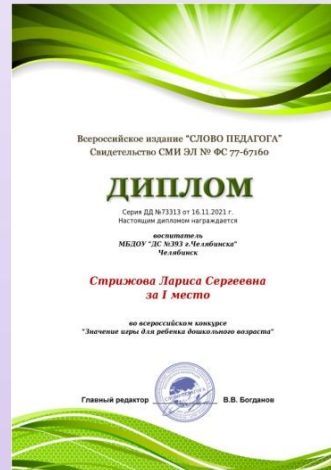 Всероссийское издание "СЛОВО ПЕДАГОГА"
Свидетельство СМИ ЭЛ № ФС 77-67160
ДИПЛОМ
Серия ДД №73313 от 16.11.2021 г.
Настоящим дипломом награждается
воспитатель
МБДОУ "ДС №393 г.Челябинска"
Челябинск
Стрижова Лариса Сергеевна
за I место
во всероссийском конкурсе
"Значение игры для ребенка дошкольного возраста"
Главный редактор В.В. Богданов